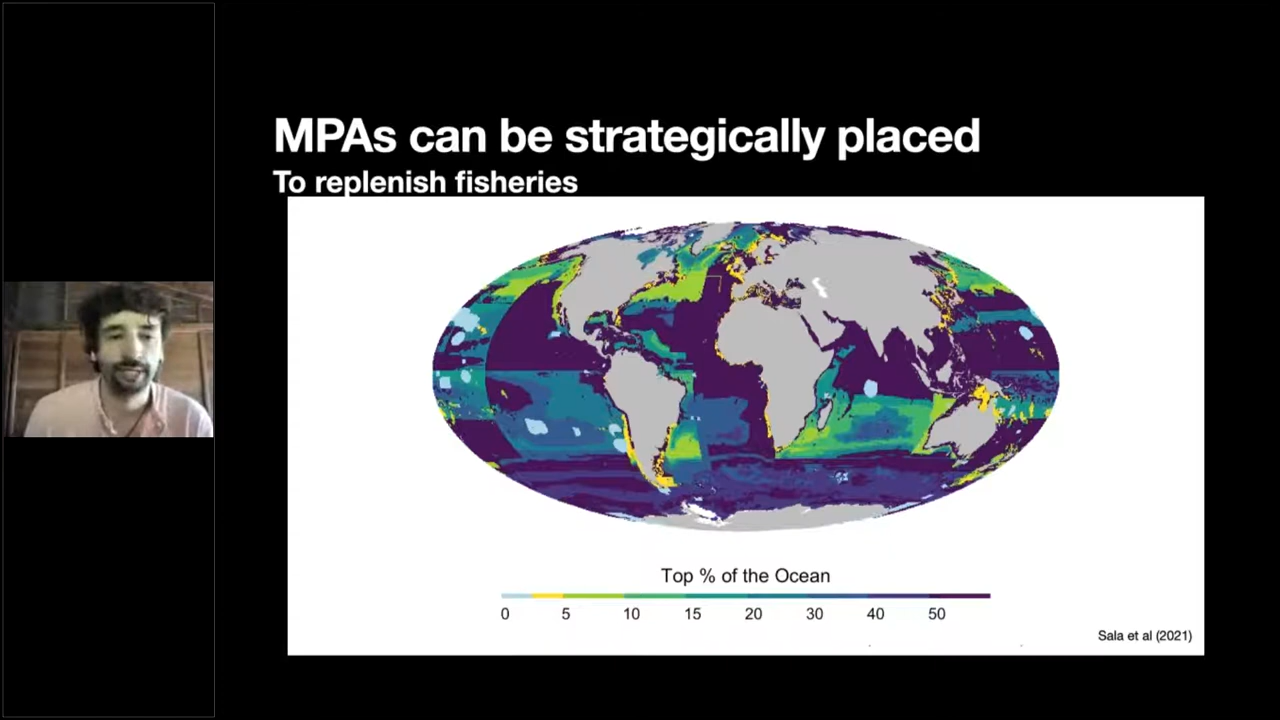 MPAs can be strategically placed
To replenish fisheries
Top % of the Ocean
0 5 10 15 20 30 40 50
Sala et al (2021)